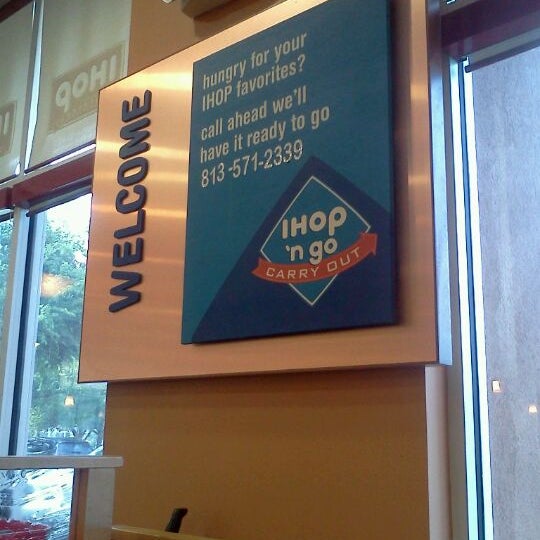 IHOP
WELCOME
hungry for your
IHOP favorites?
call ahead we'll
have it ready to go
813-571-2339
IHOP
'n go
CARRY OUT